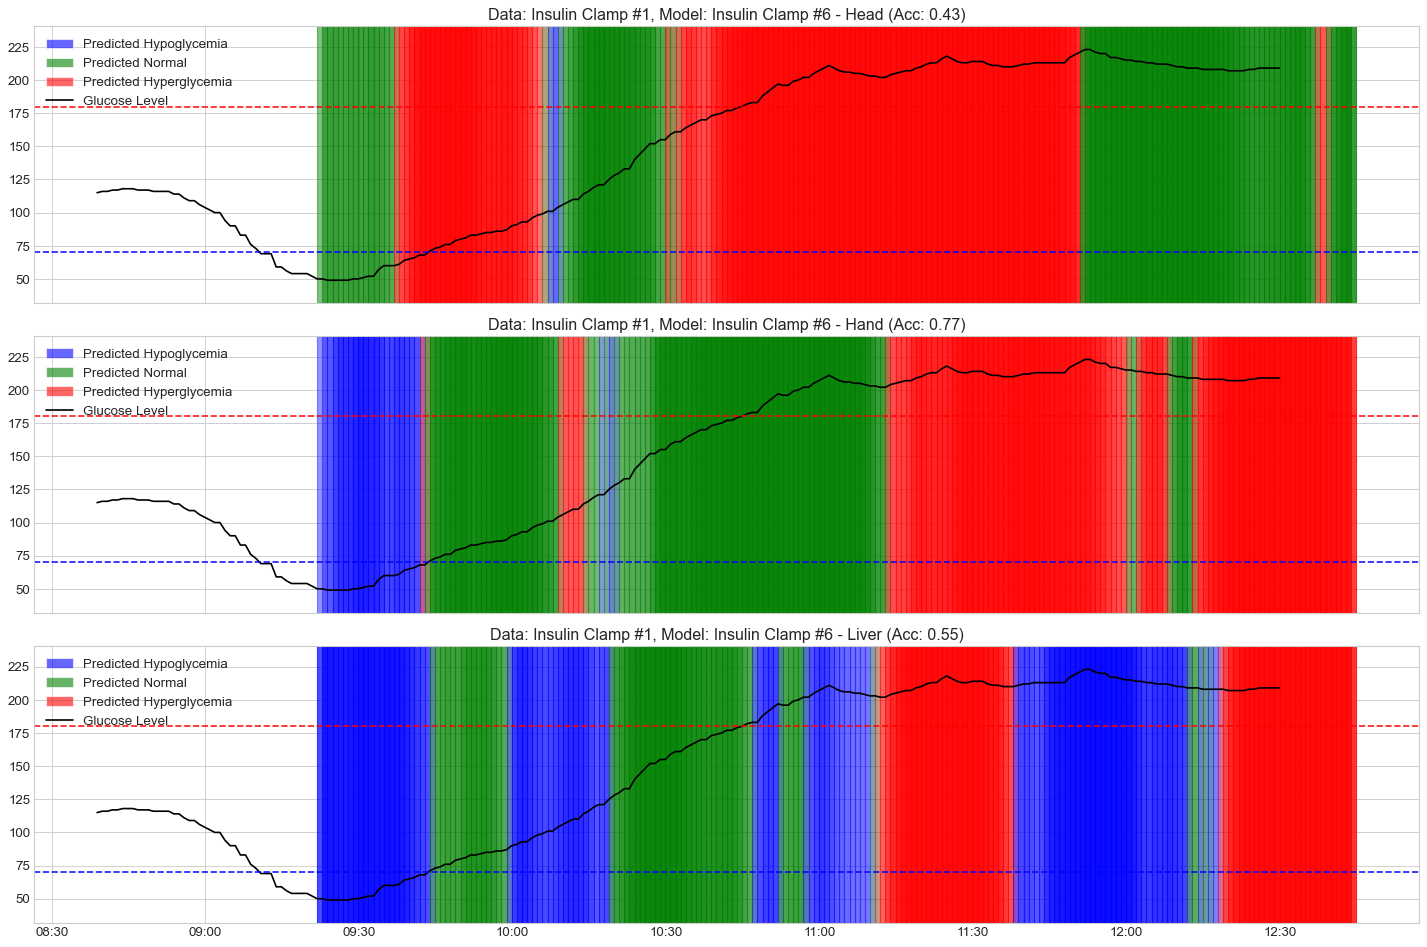 Data: Insulin Clamp #1, Model: Insulin Clamp #6 - Head (Acc: 0.43)
Predicted Hypoglycemia
Predicted Normal
Predicted Hyperglycemia
Glucose Level
225
200
175
150
125
100
75
50
Data: Insulin Clamp #1, Model: Insulin Clamp #6 - Hand (Acc: 0.77)
Predicted Hypoglycemia
Predicted Normal
Predicted Hyperglycemia
Glucose Level
225
200
175
150
125
100
75
50
Data: Insulin Clamp #1, Model: Insulin Clamp #6 - Liver (Acc: 0.55)
Predicted Hypoglycemia
Predicted Normal
Predicted Hyperglycemia
Glucose Level
225
200
175
150
125
100
75
50
08:30 09:00 09:30 10:00 10:30 11:00 11:30 12:00 12:30